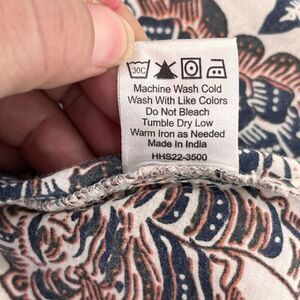 30C
Machine Wash Cold
Wash With Like Colors
Do Not Bleach
Tumble Dry Low
Warm Iron as Needed
Made In India
HHS22-3500